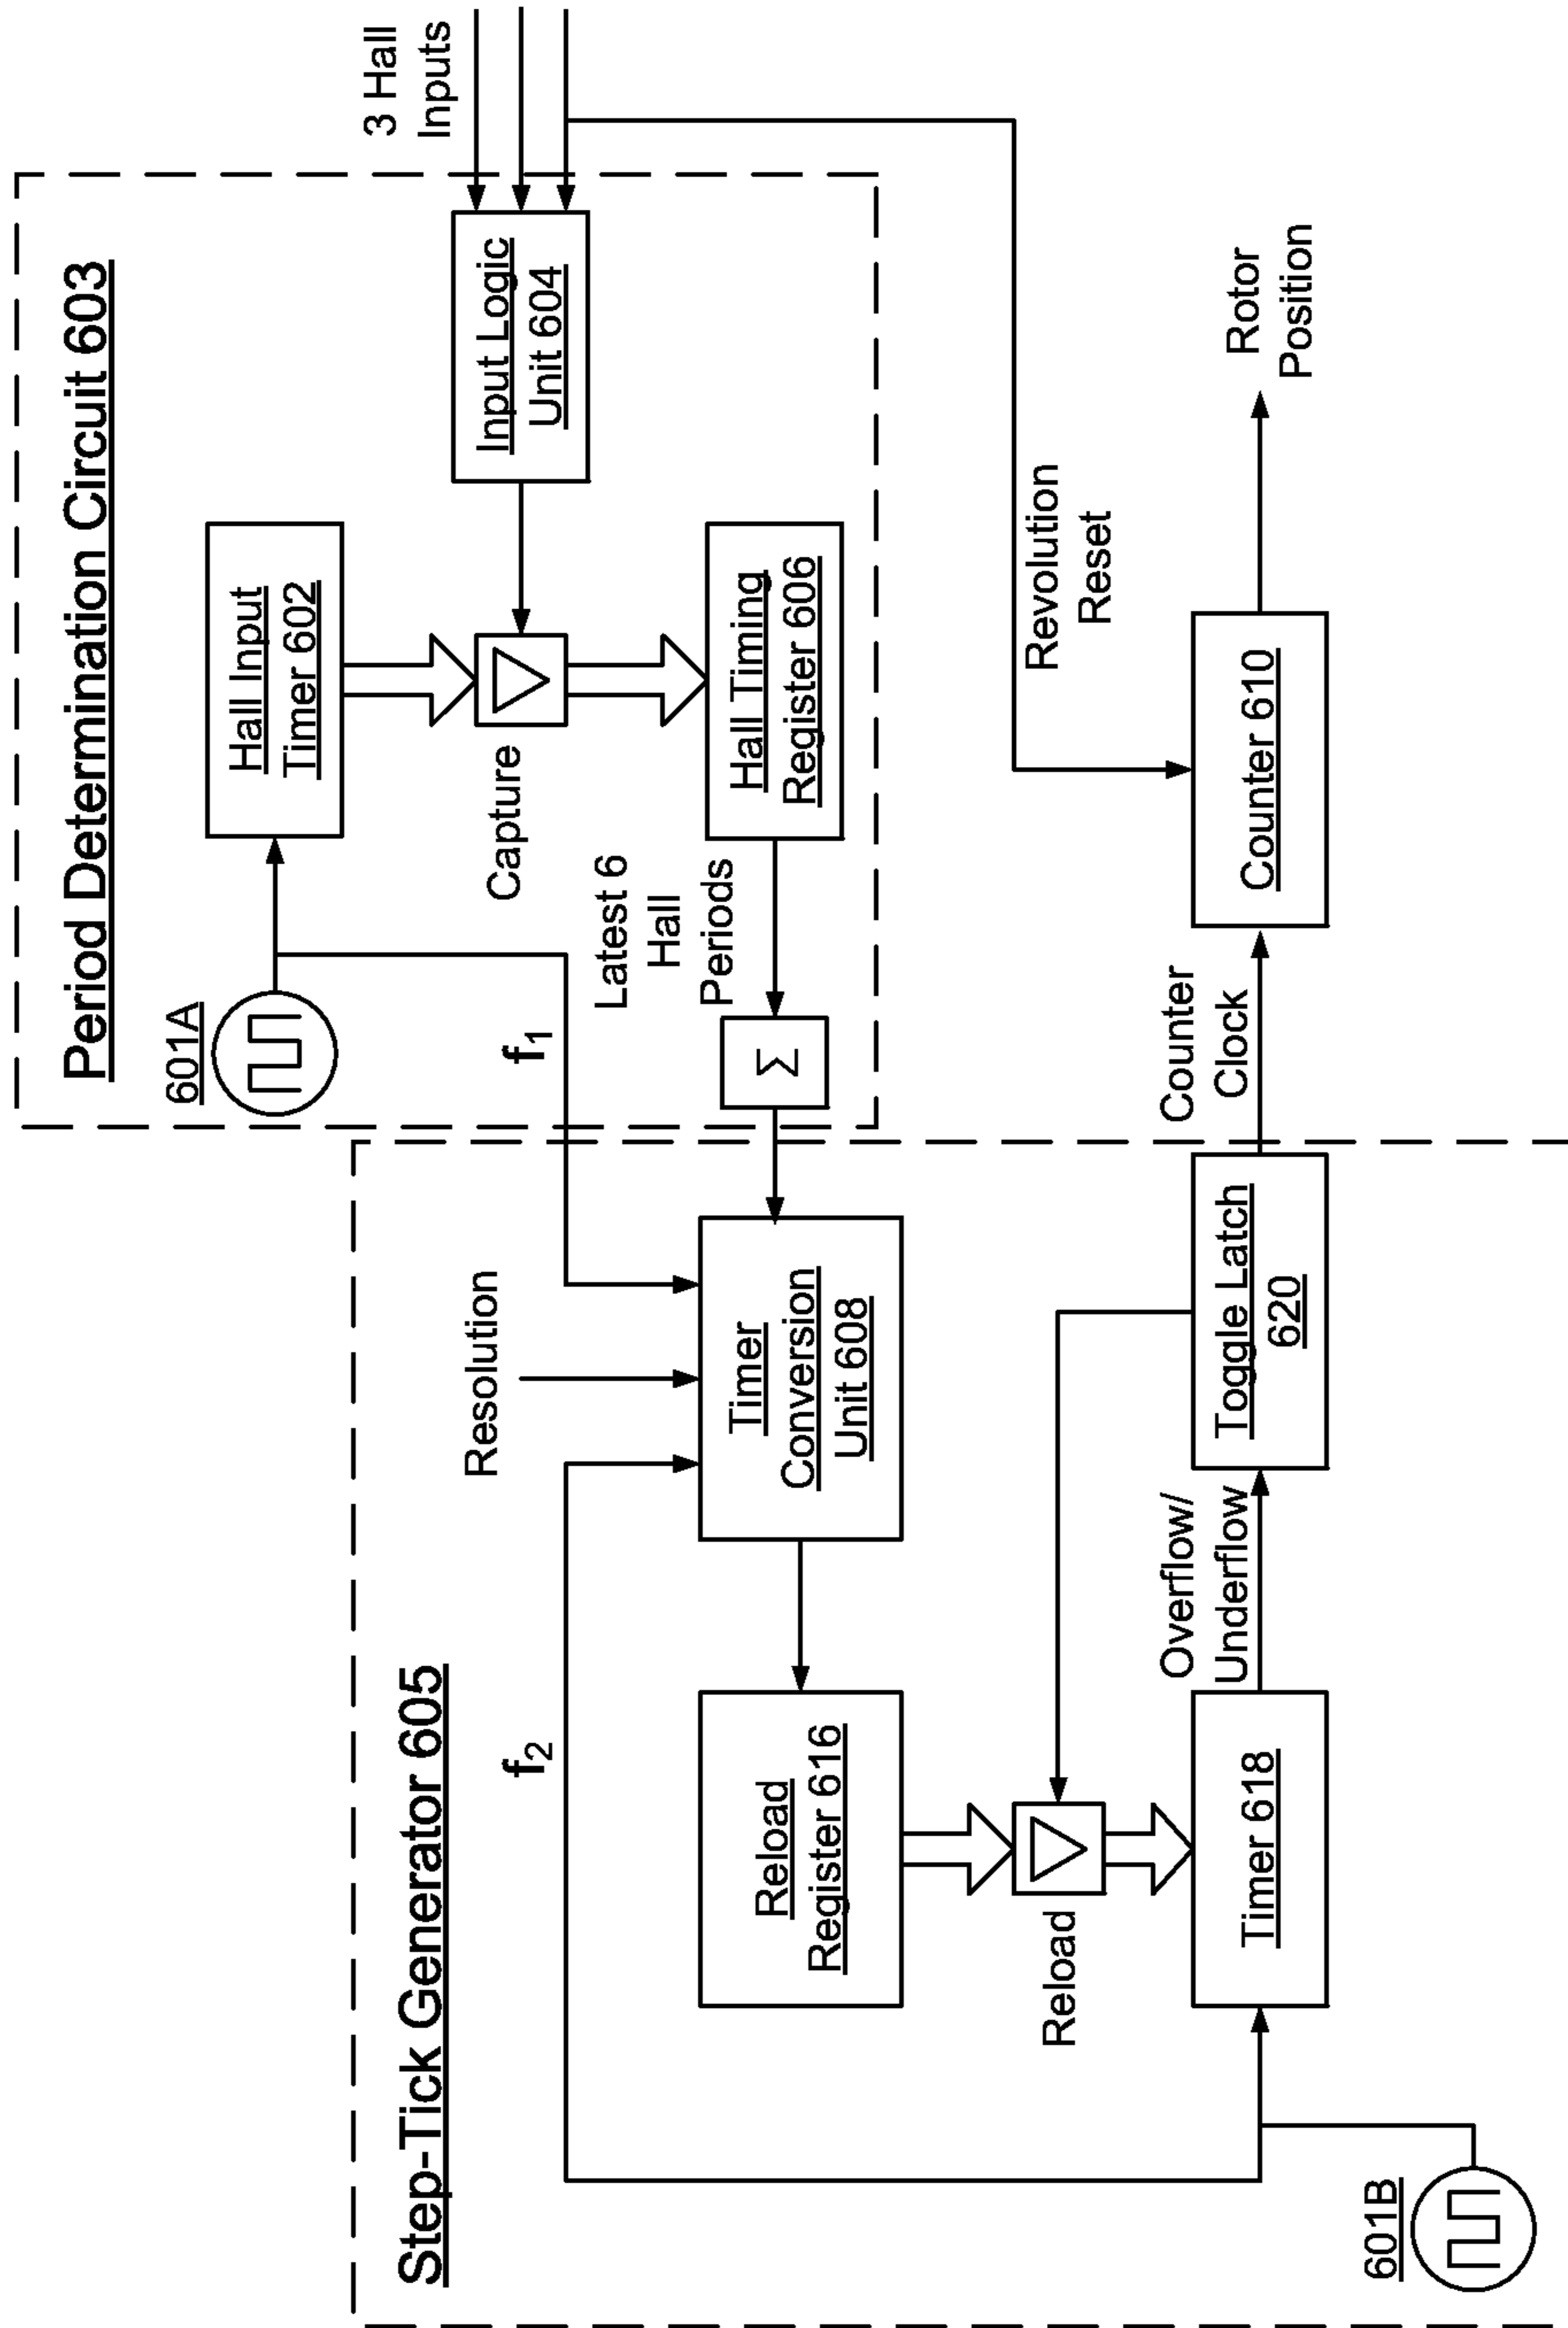 Period Determination Circuit 603
601A
Hall Input
Timer 602
3 Hall
Inputs
Input Logic
Unit 604
Capture
f1
Latest 6
Hall
Periods
Σ
Hall Timing
Register 606
Revolution
Reset
Step-Tick Generator 605
f2
Resolution
Timer
Conversion
Unit 608
Reload
Register 616
Reload
Timer 618
Overflow/
Underflow
Toggle Latch
620
Counter
Clock
Counter 610
Rotor
Position
601B